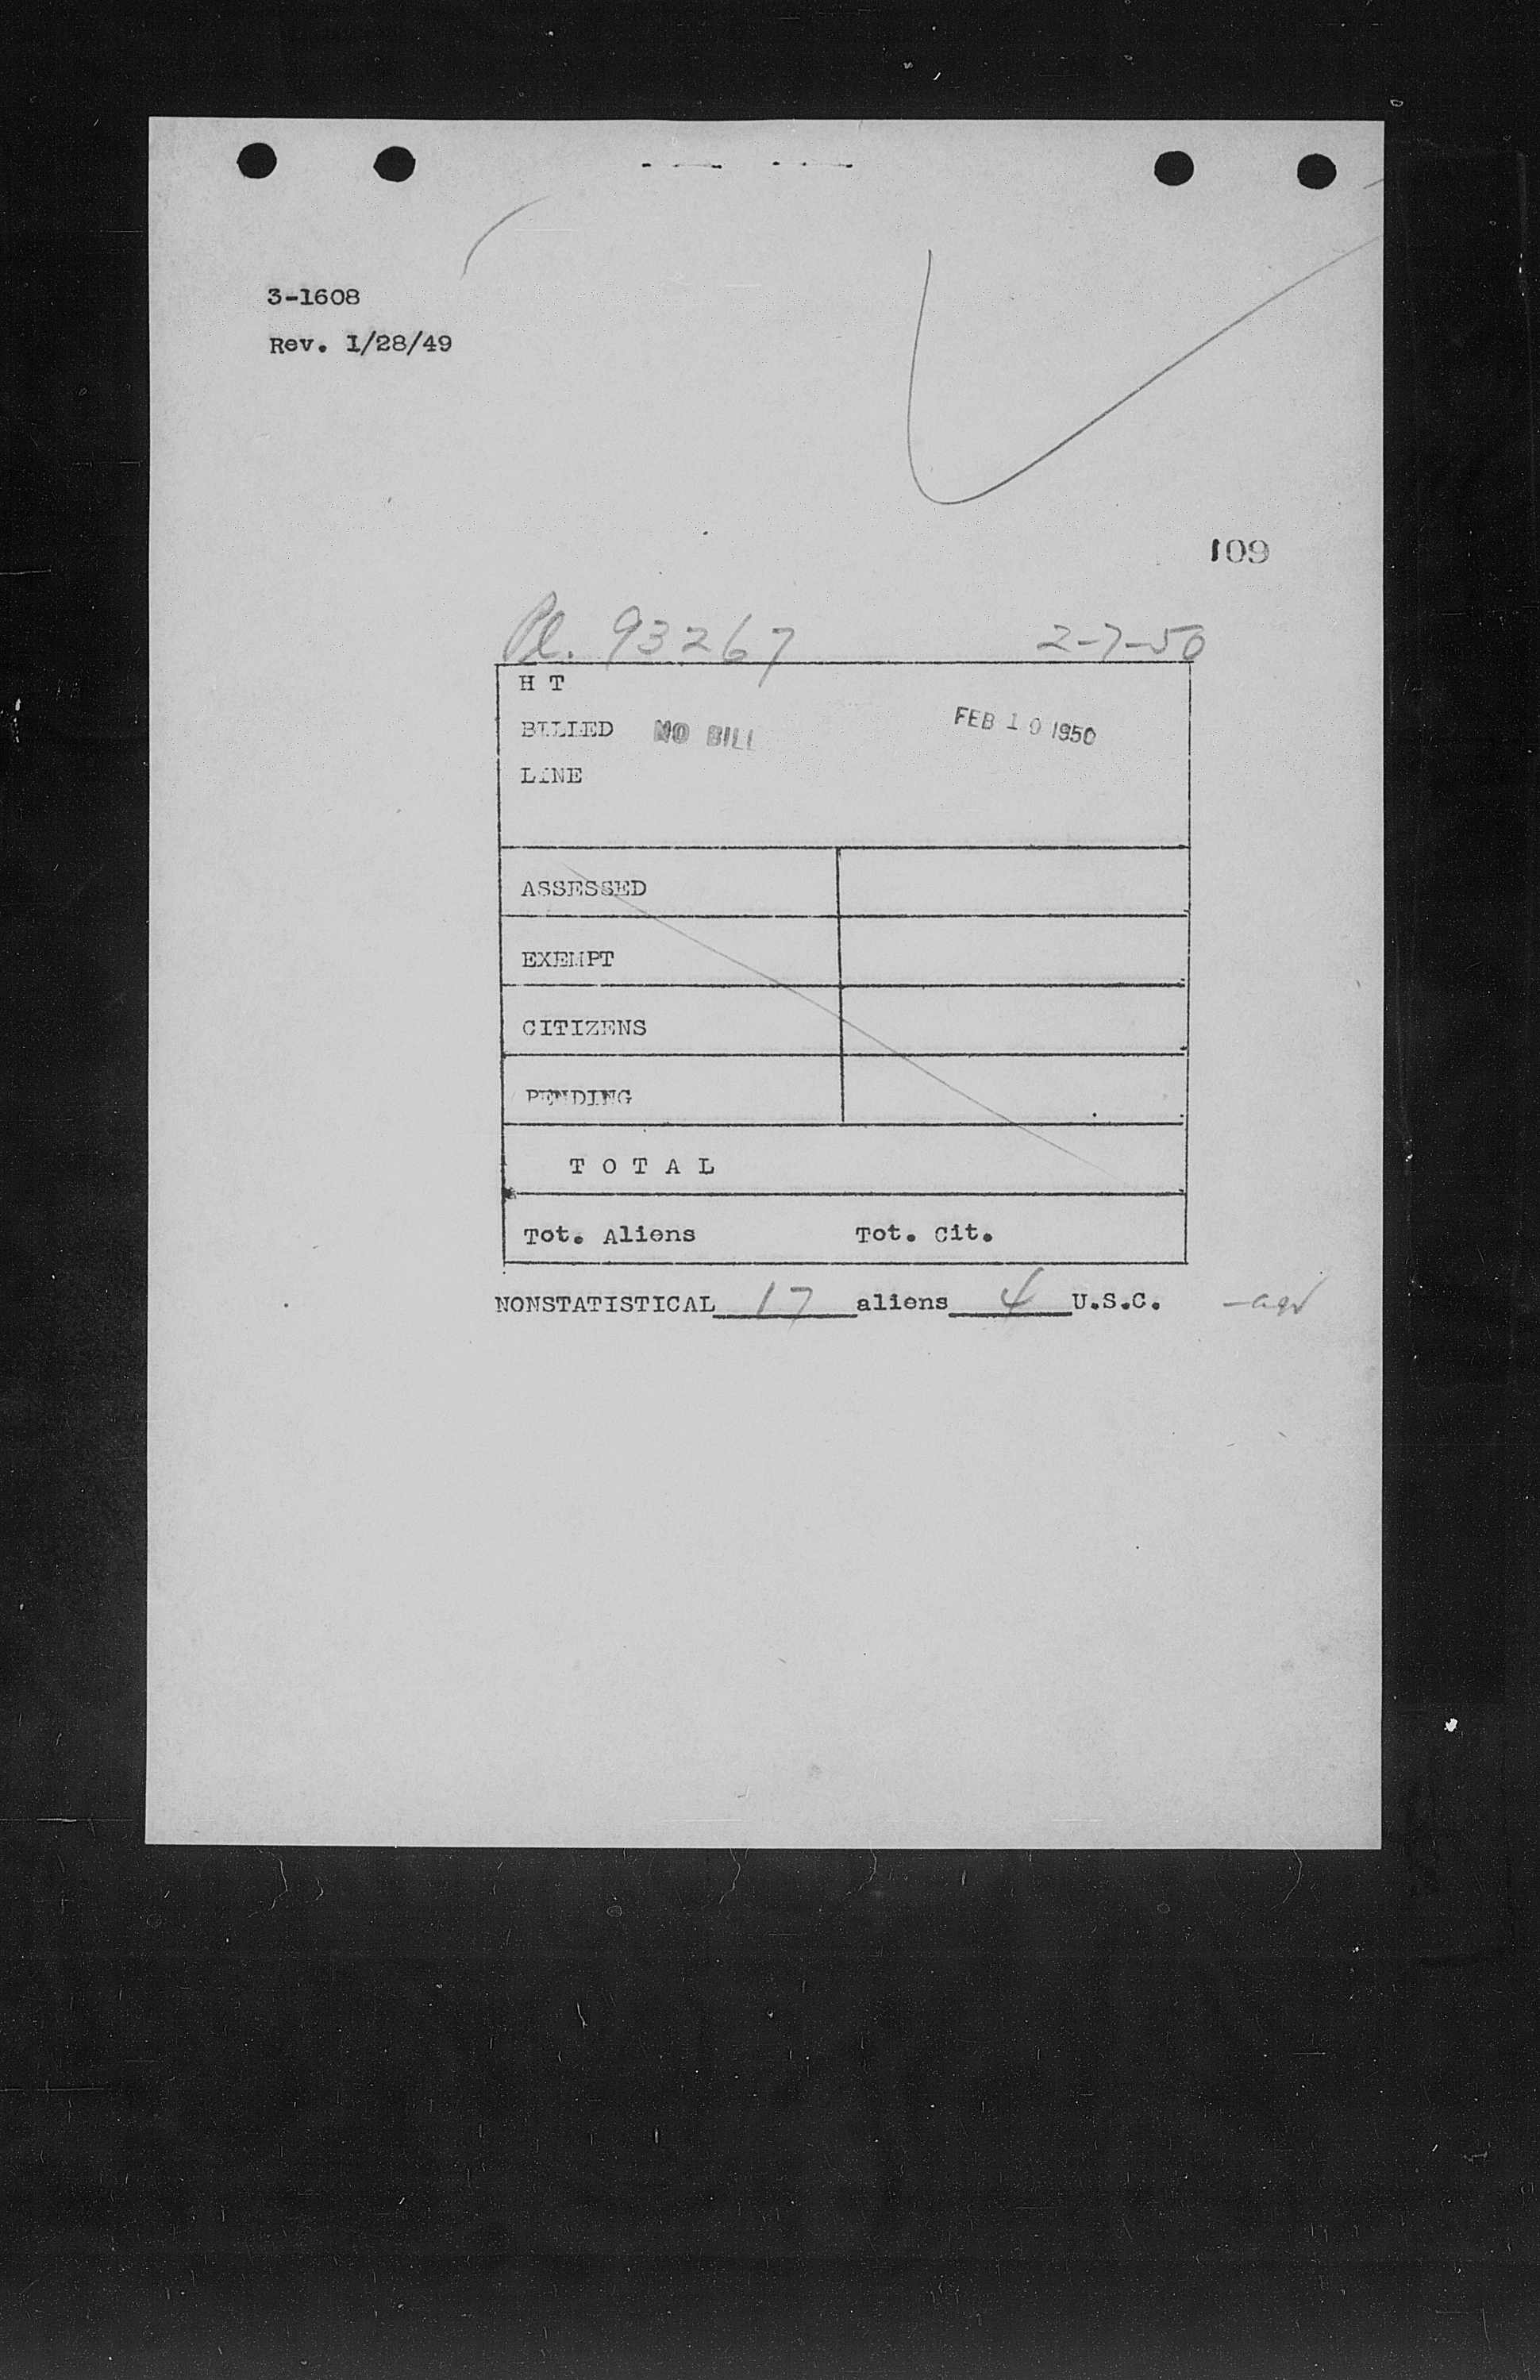 3-1608
Rev. 1/28/49
109
Pl. 93267 2-7-50
H T
BILLED NO BILL FEB 10 1950
LINE
ASSESSED
EXEMPT
CITIZENS
PENDING
T O T A L
Tot. Aliens Tot. Cit.
NONSTATISTICAL 17 aliens 4 U.S.C.